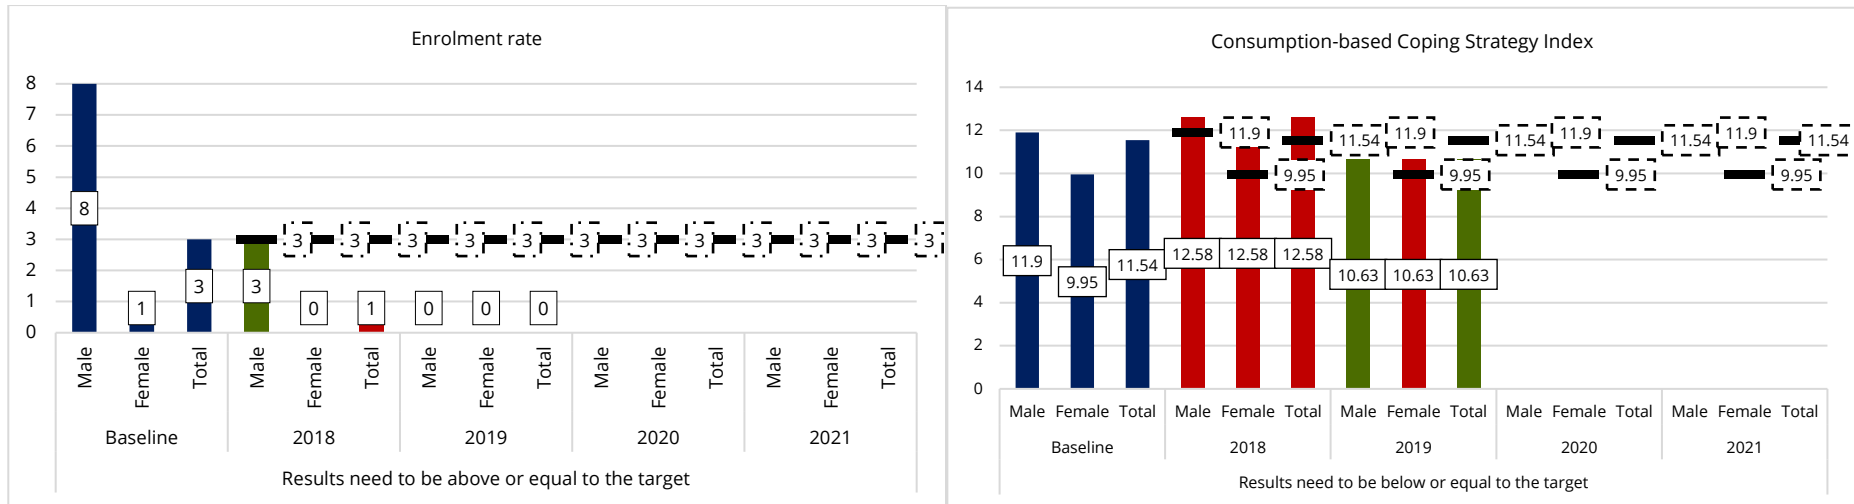 Enrolment rate
8
7
6
5
4
3
2
1
0
8
1
3
3
0
1
0
0
0
3 3 3 3 3 3 3 3 3 3 3 3
Male Female Total Male Female Total Male Female Total Male Female Total Male Female Total
Baseline 2018 2019 2020 2021
Results need to be above or equal to the target
Consumption-based Coping Strategy Index
14
12
10
8
6
4
2
0
11.9 11.54 11.9 11.54 11.9 11.54 11.9 11.54
9.95 9.95 9.95 9.95
11.9 9.95 11.54 12.58 12.58 12.58 10.63 10.63 10.63
Male Female Total Male Female Total Male Female Total Male Female Total Male Female Total
Baseline 2018 2019 2020 2021
Results need to be below or equal to the target